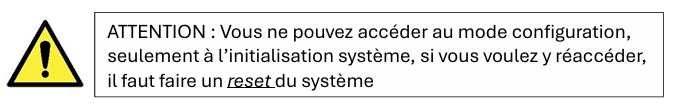 ATTENTION : Vous ne pouvez accéder au mode configuration,
seulement à l’initialisation système, si vous voulez y réaccéder,
il faut faire un reset du système